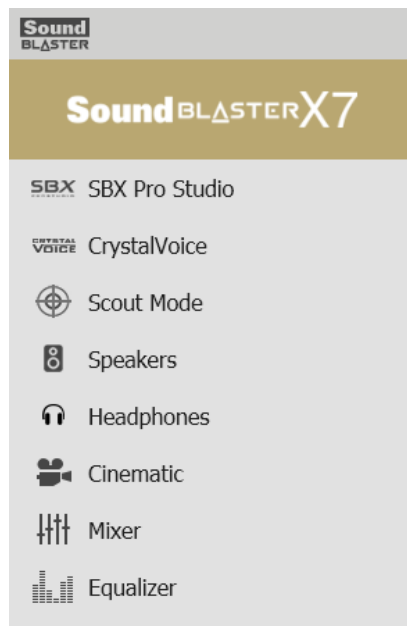 Sound
BLASTER
Sound BLASTER X7
SBX SBX Pro Studio
CRYSTAL VOICE CrystalVoice
Scout Mode
Speakers
Headphones
Cinematic
Mixer
Equalizer